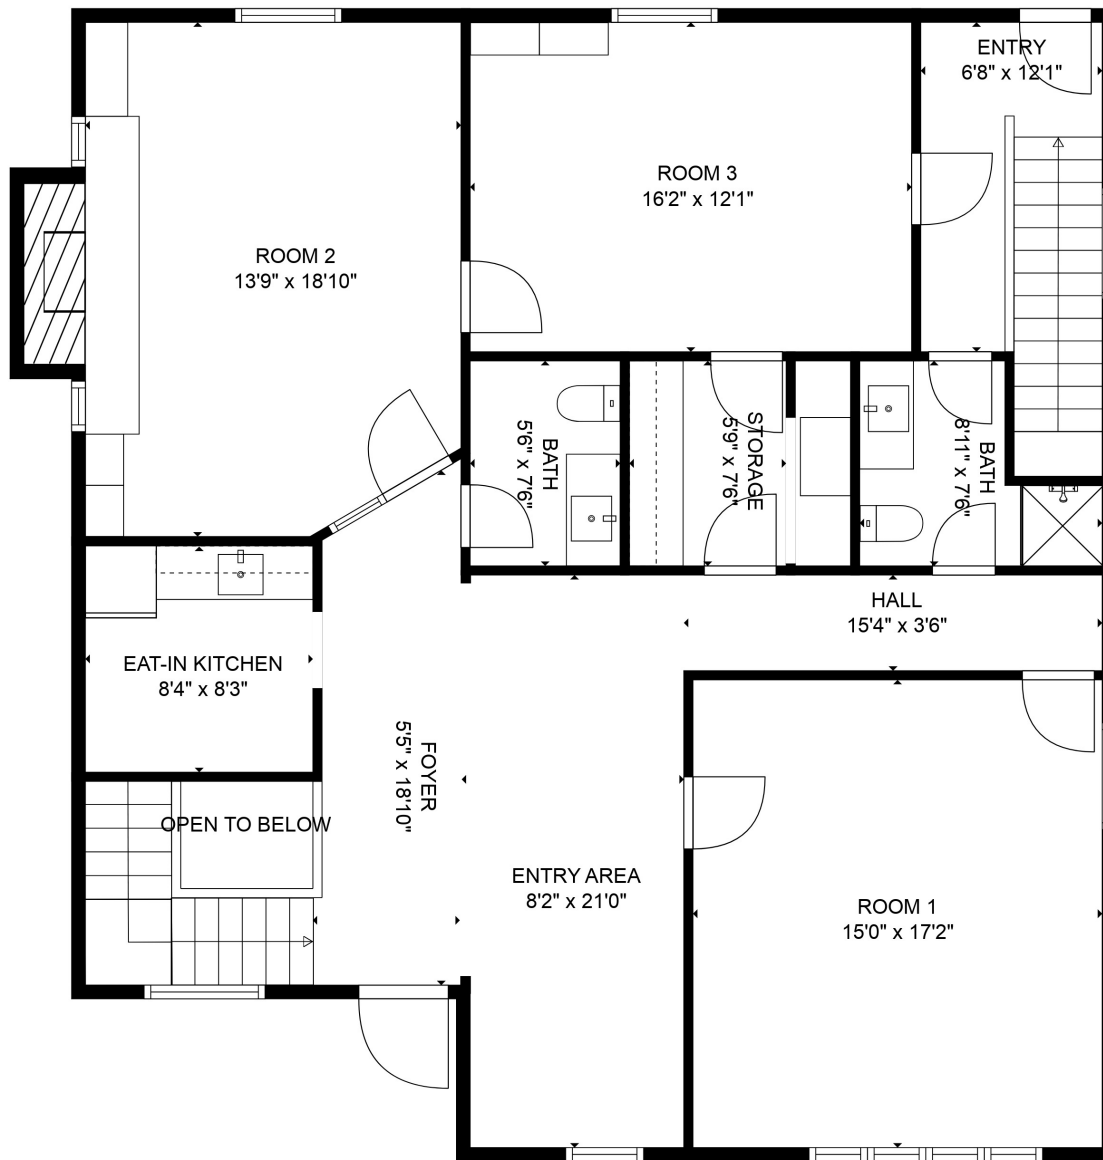 ENTRY
6'8" x 12'1"
ROOM 3
16'2" x 12'1"
ROOM 2
13'9" x 18'10"
BATH
5'6" x 7'6"
STORAGE
5'9" x 7'6"
BATH
8'11" x 7'6"
HALL
15'4" x 3'6"
EAT-IN KITCHEN
8'4" x 8'3"
FOYER
5'5" x 18'10"
OPEN TO BELOW
ENTRY AREA
8'2" x 21'0"
ROOM 1
15'0" x 17'2"